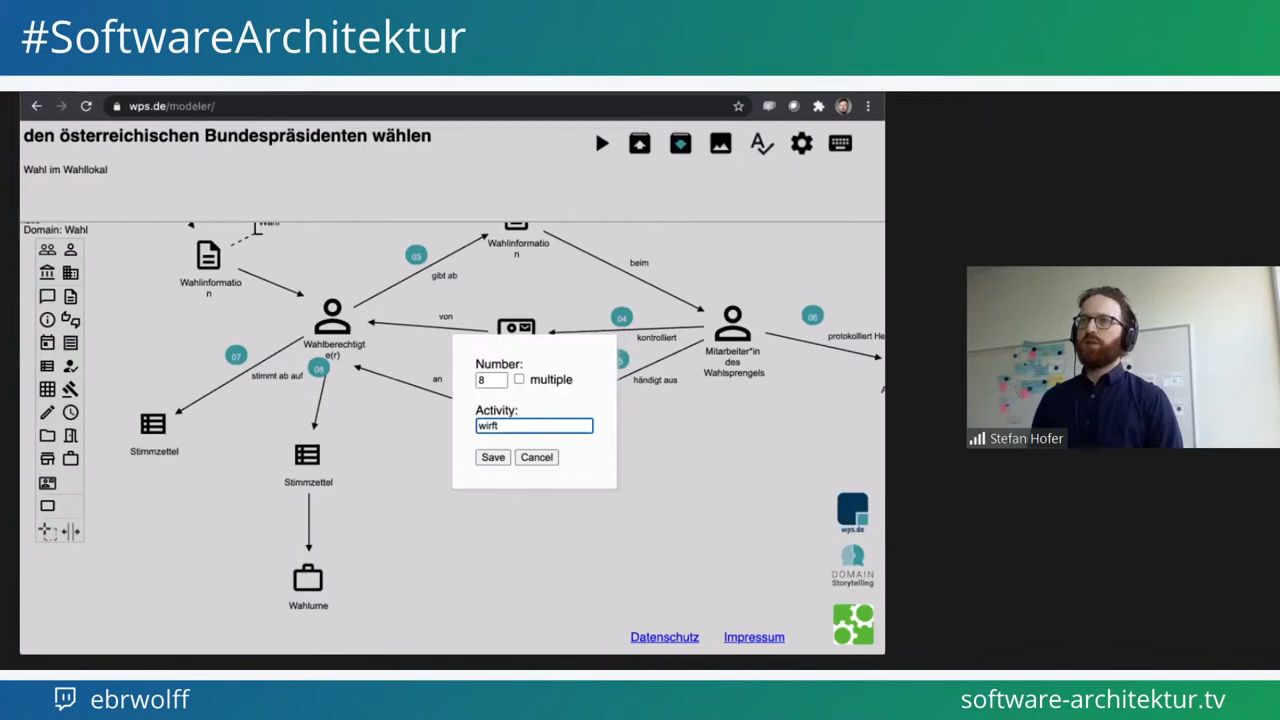 #SoftwareArchitektur
wps.de/modeler/
den österreichischen Bundespräsidenten wählen
Wahl im Wahllokal
Domain: Wahl
03
gibt ab
Wahlinformatio
n
beim
Wahlinformatio
n
von
04
kontrolliert
06
protokolliert He
Wahlberechtigt
e(r)
Mitarbeiter*in
des
Wahlsprengels
07
stimmt ab auf
08
an
5
händigt aus
Number:
8
multiple
Activity:
wirft
Save
Cancel
Stimmzettel
Stimmzettel
Wahlurne
Stefan Hofer
wps.de
DOMAIN
Storytelling
Datenschutz
Impressum
ebrwolff
software-architektur.tv